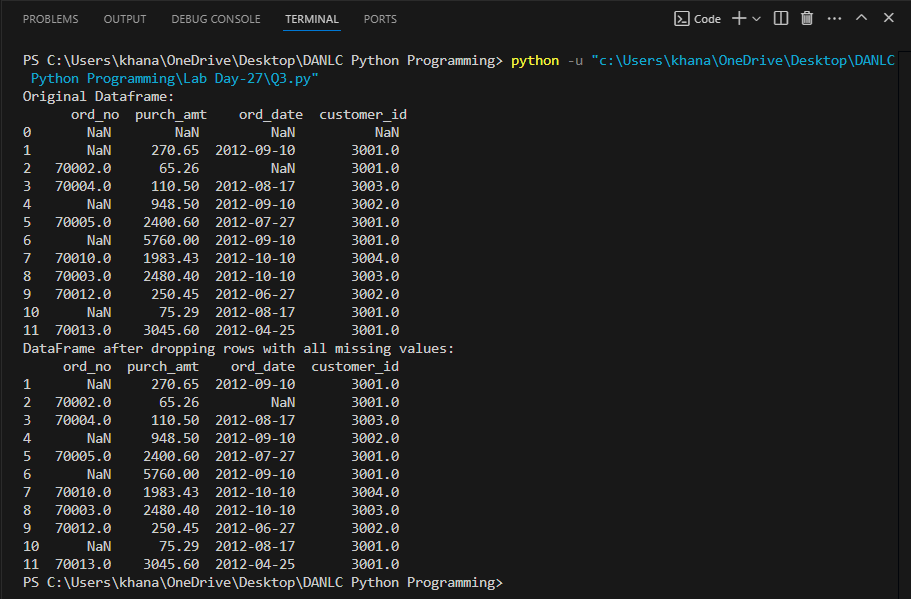 PROBLEMS OUTPUT DEBUG CONSOLE TERMINAL PORTS Code
PS C:\Users\khana\OneDrive\Desktop\DANLC Python Programming> python -u "c:\Users\khana\OneDrive\Desktop\DANLC
Python Programming\Lab Day-27\Q3.py"
Original Dataframe:
ord_no purch_amt ord_date customer_id
0 NaN NaN NaN NaN
1 NaN 270.65 2012-09-10 3001.0
2 70002.0 65.26 NaN 3001.0
3 70004.0 110.50 2012-08-17 3003.0
4 NaN 948.50 2012-09-10 3002.0
5 70005.0 2400.60 2012-07-27 3001.0
6 NaN 5760.00 2012-09-10 3001.0
7 70010.0 1983.43 2012-10-10 3004.0
8 70003.0 2480.40 2012-10-10 3003.0
9 70012.0 250.45 2012-06-27 3002.0
10 NaN 75.29 2012-08-17 3001.0
11 70013.0 3045.60 2012-04-25 3001.0
DataFrame after dropping rows with all missing values:
ord_no purch_amt ord_date customer_id
1 NaN 270.65 2012-09-10 3001.0
2 70002.0 65.26 NaN 3001.0
3 70004.0 110.50 2012-08-17 3003.0
4 NaN 948.50 2012-09-10 3002.0
5 70005.0 2400.60 2012-07-27 3001.0
6 NaN 5760.00 2012-09-10 3001.0
7 70010.0 1983.43 2012-10-10 3004.0
8 70003.0 2480.40 2012-10-10 3003.0
9 70012.0 250.45 2012-06-27 3002.0
10 NaN 75.29 2012-08-17 3001.0
11 70013.0 3045.60 2012-04-25 3001.0
PS C:\Users\khana\OneDrive\Desktop\DANLC Python Programming>